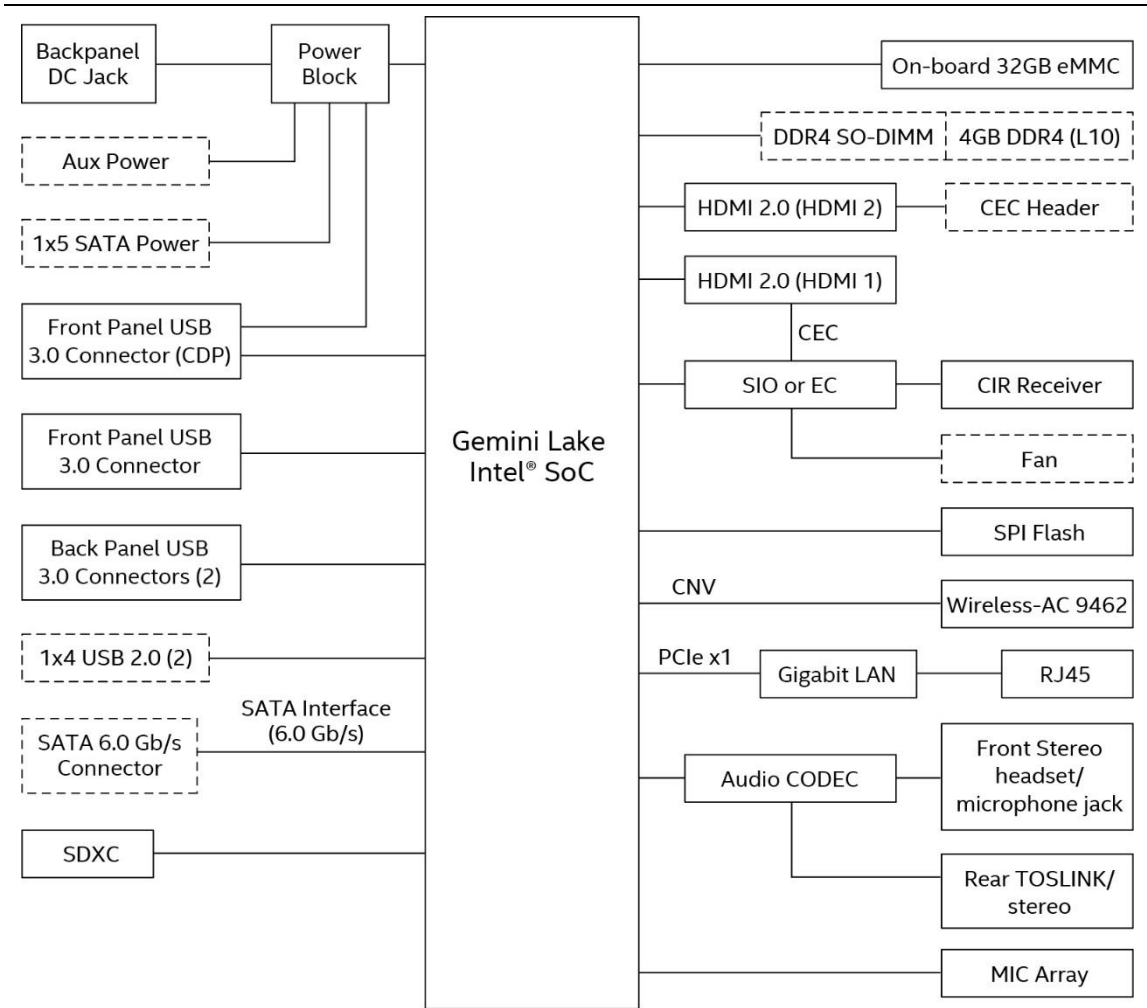 Backpanel
DC Jack
Power
Block
Aux Power
1x5 SATA Power
Front Panel USB
3.0 Connector (CDP)
Front Panel USB
3.0 Connector
Back Panel USB
3.0 Connectors (2)
1x4 USB 2.0 (2)
SATA Interface
(6.0 Gb/s)
SATA 6.0 Gb/s
Connector
SDXC
Gemini Lake
Intel® SoC
On-board 32GB eMMC
DDR4 SO-DIMM
4GB DDR4 (L10)
HDMI 2.0 (HDMI 2)
CEC Header
HDMI 2.0 (HDMI 1)
CEC
SIO or EC
CIR Receiver
Fan
SPI Flash
CNV
Wireless-AC 9462
PCIe x1
Gigabit LAN
RJ45
Audio CODEC
Front Stereo
headset/
microphone jack
Rear TOSLINK/
stereo
MIC Array